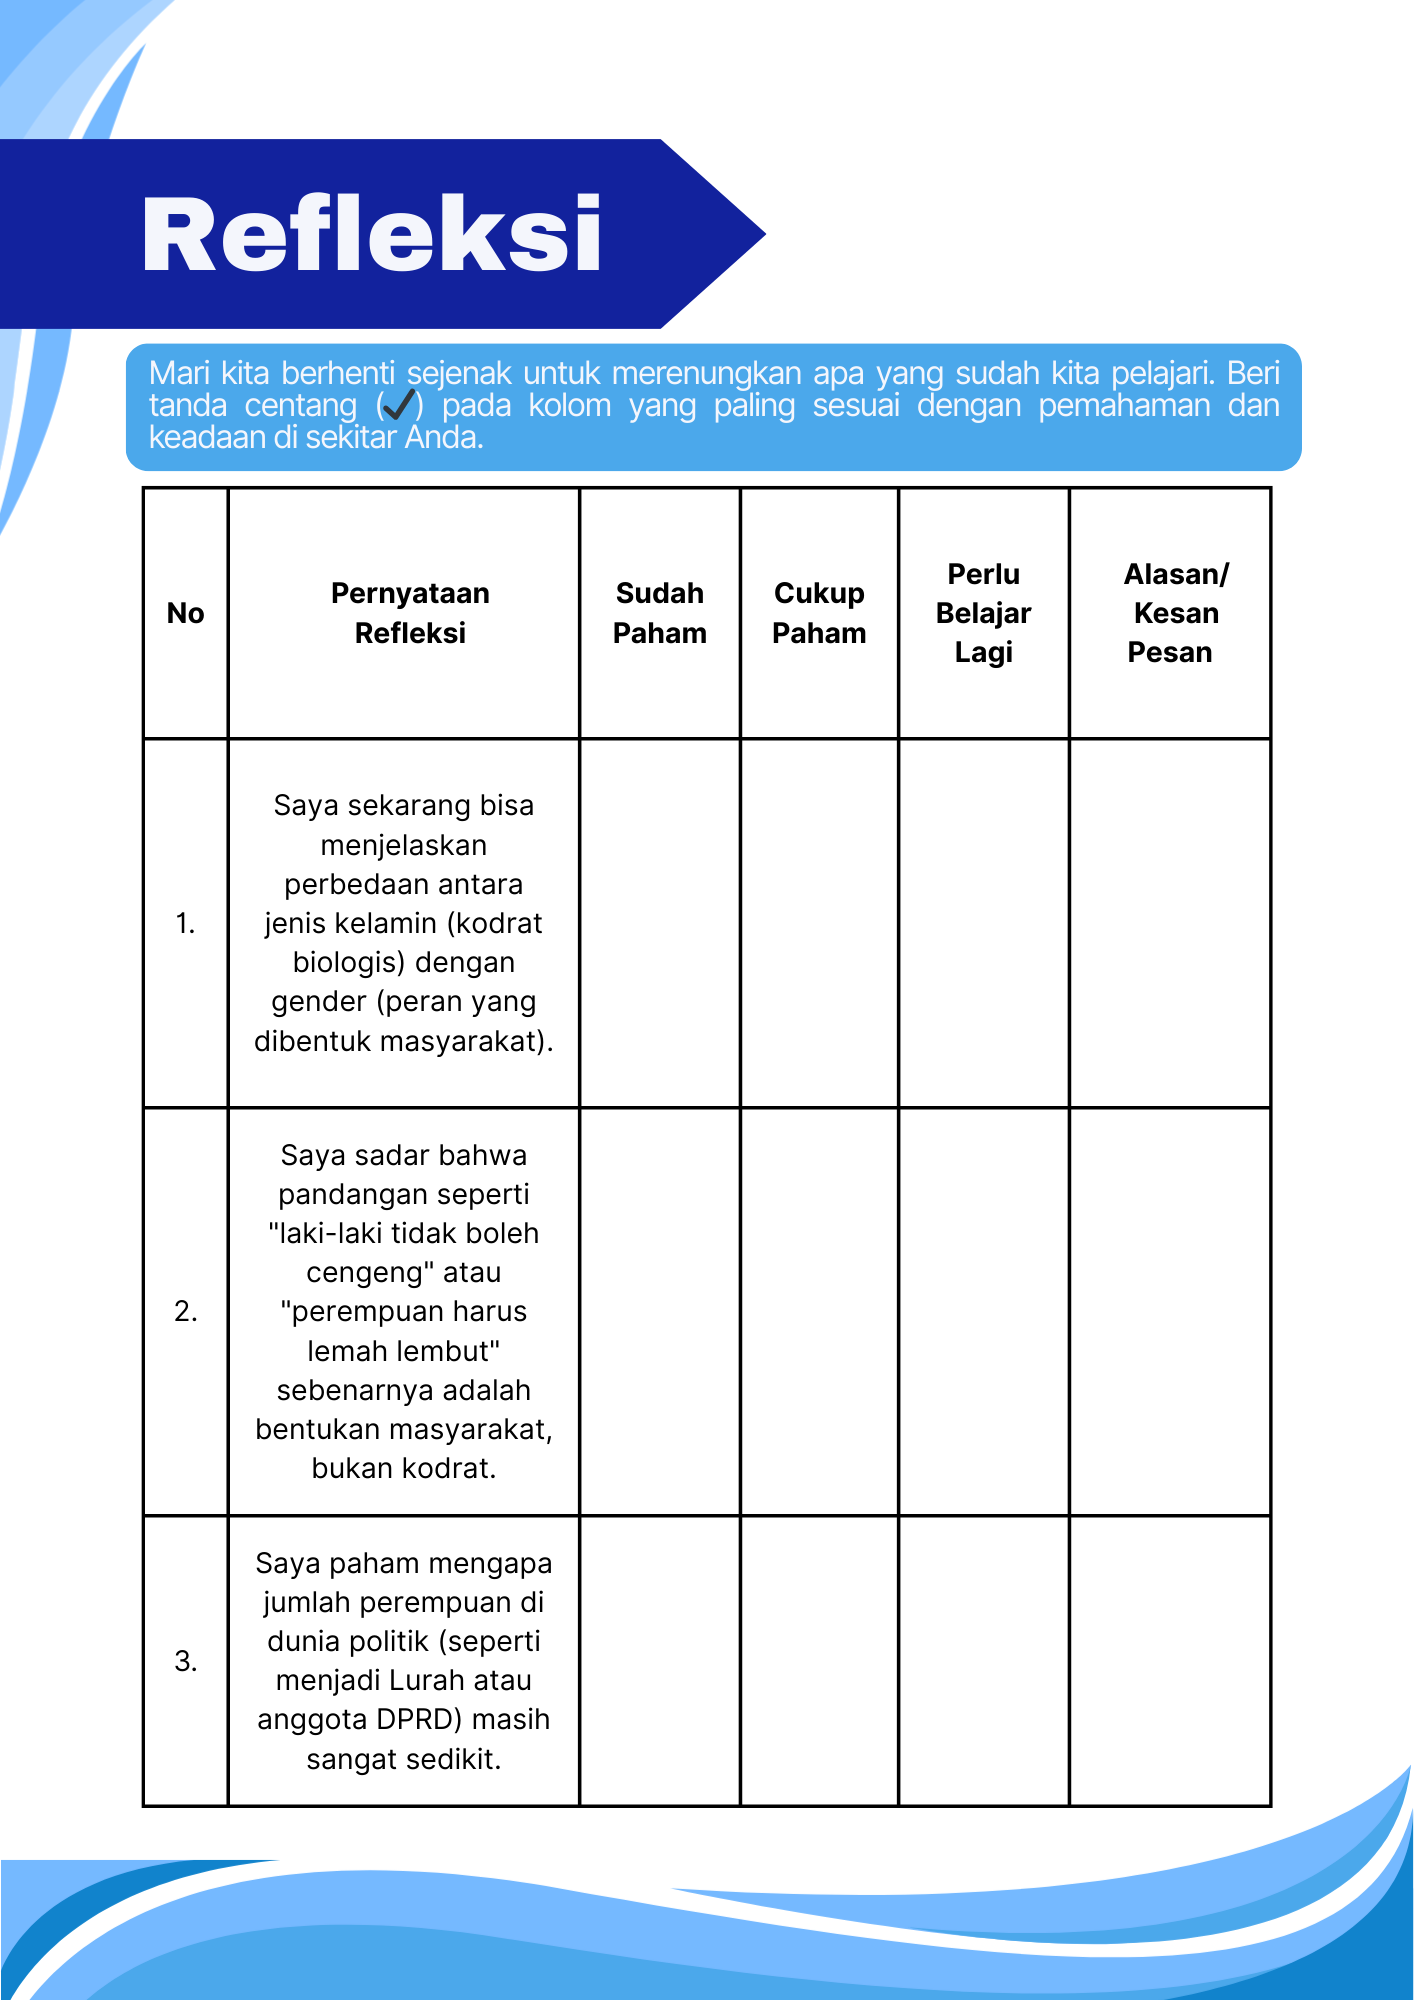 Refleksi
Mari kita berhenti sejenak untuk merenungkan apa yang sudah kita pelajari. Beri
tanda centang (✓) pada kolom yang paling sesuai dengan pemahaman dan
keadaan di sekitar Anda.
No
Pernyataan
Refleksi
Sudah
Paham
Cukup
Paham
Perlu
Belajar
Lagi
Alasan/
Kesan
Pesan
1.
Saya sekarang bisa
menjelaskan
perbedaan antara
jenis kelamin (kodrat
biologis) dengan
gender (peran yang
dibentuk masyarakat).
2.
Saya sadar bahwa
pandangan seperti
"laki-laki tidak boleh
cengeng" atau
"perempuan harus
lemah lembut"
sebenarnya adalah
bentukan masyarakat,
bukan kodrat.
3.
Saya paham mengapa
jumlah perempuan di
dunia politik (seperti
menjadi Lurah atau
anggota DPRD) masih
sangat sedikit.